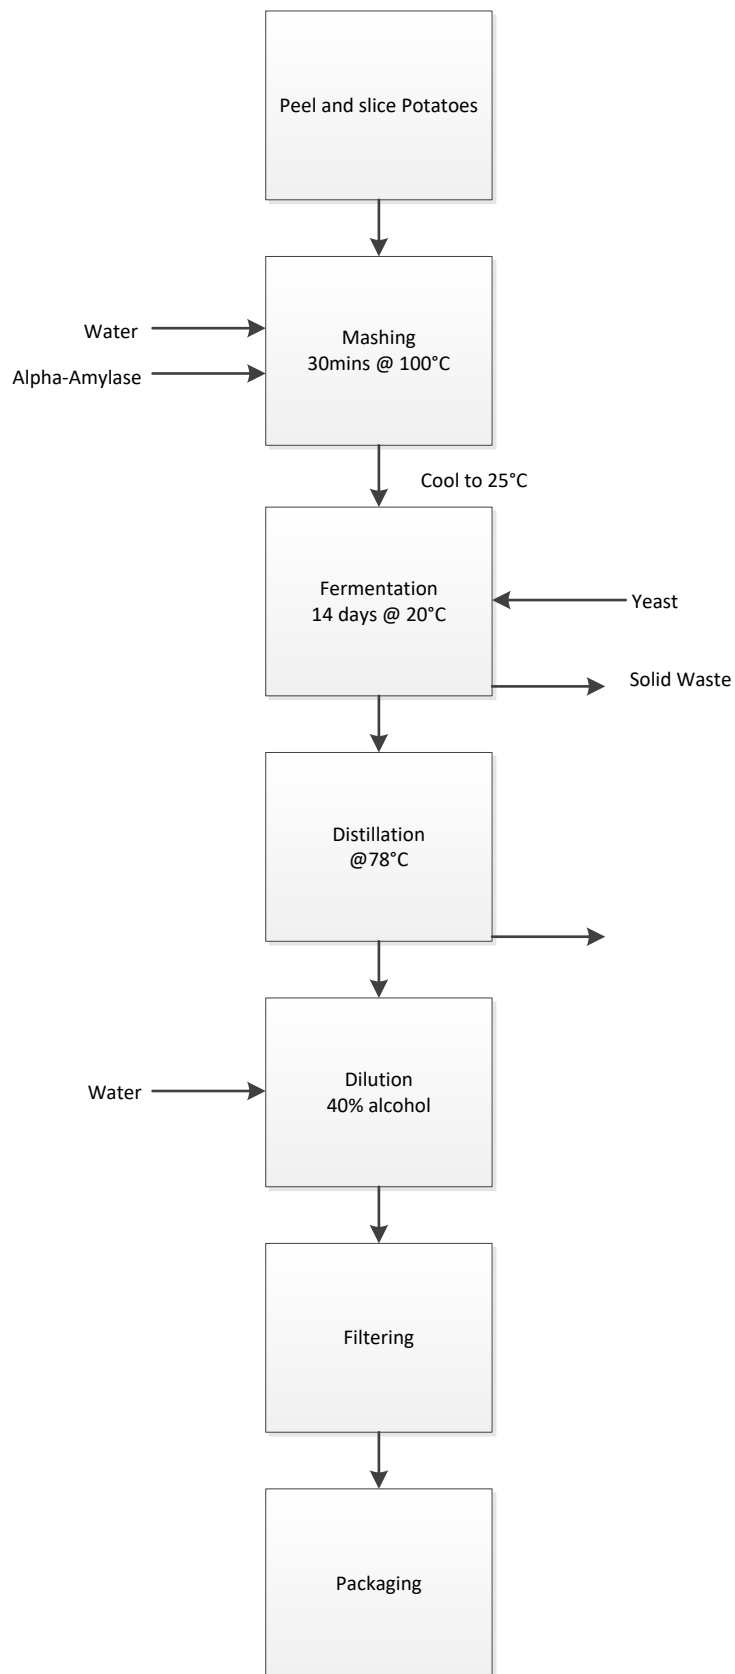 Peel and slice Potatoes
Water
Alpha-Amylase
Mashing
30mins @ 100°C
Cool to 25°C
Fermentation
14 days @ 20°C
Yeast
Solid Waste
Distillation
@78°C
Water
Dilution
40% alcohol
Filtering
Packaging